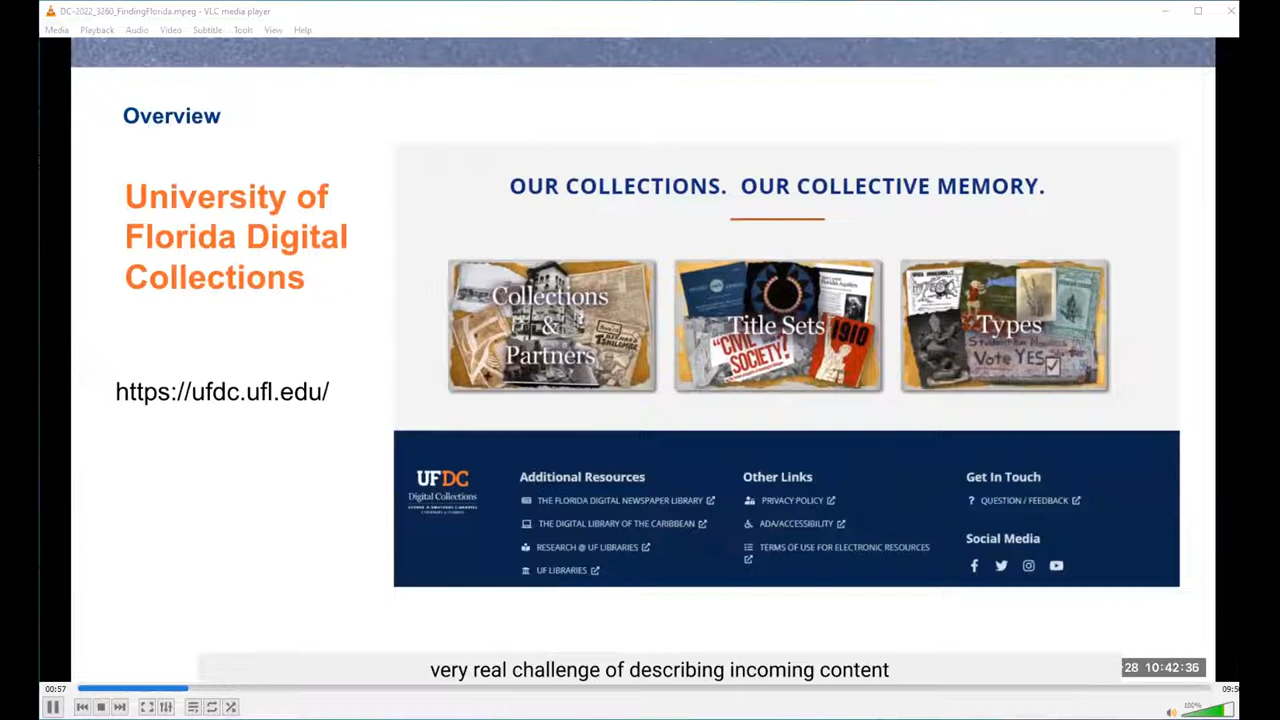 DC-2022_3260_FindingFlorida.mpeg - VLC media player
Media Playback Audio Video Subtitle Tools View Help
Overview
University of
Florida Digital
Collections
https://ufdc.ufl.edu/
OUR COLLECTIONS. OUR COLLECTIVE MEMORY.
Collections
&
Partners
Title Sets
"CIVIL
SOCIETY!
1910
Types
Vote YES
UFDC
Digital Collections
Additional Resources
THE FLORIDA DIGITAL NEWSPAPER LIBRARY
THE DIGITAL LIBRARY OF THE CARIBBEAN
RESEARCH @ UF LIBRARIES
UF LIBRARIES
Other Links
PRIVACY POLICY
ADA/ACCESSIBILITY
TERMS OF USE FOR ELECTRONIC RESOURCES
Get In Touch
? QUESTION / FEEDBACK
Social Media
very real challenge of describing incoming content
:28 10:42:36
00:57
100%